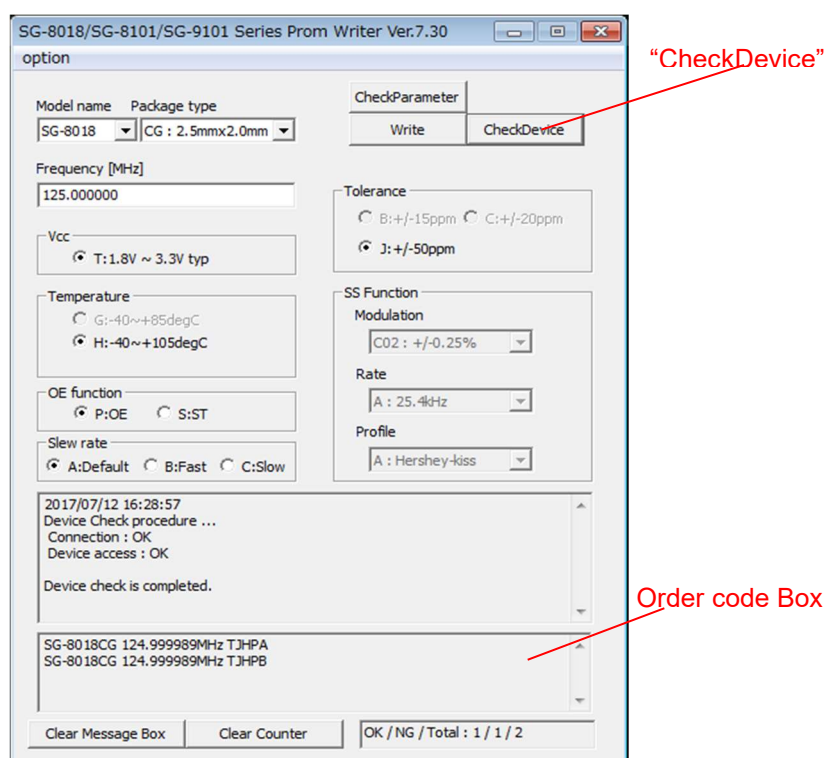 SG-8018/SG-8101/SG-9101 Series Prom Writer Ver.7.30
option
“CheckDevice”
Model name Package type
SG-8018 CG : 2.5mmx2.0mm
CheckParameter
Write CheckDevice
Frequency [MHz]
125.000000
Tolerance
B:+/-15ppm C:+/-20ppm
J:+/-50ppm
Vcc
T:1.8V ~ 3.3V typ
Temperature
G:-40~+85degC
H:-40~+105degC
SS Function
Modulation
C02 : +/-0.25%
Rate
A : 25.4kHz
Profile
A : Hershey-kiss
OE function
P:OE S:ST
Slew rate
A:Default B:Fast C:Slow
2017/07/12 16:28:57
Device Check procedure ...
Connection : OK
Device access : OK
Device check is completed.
Order code Box
SG-8018CG 124.999989MHz TJHPA
SG-8018CG 124.999989MHz TJHPB
Clear Message Box Clear Counter OK / NG / Total : 1 / 1 / 2